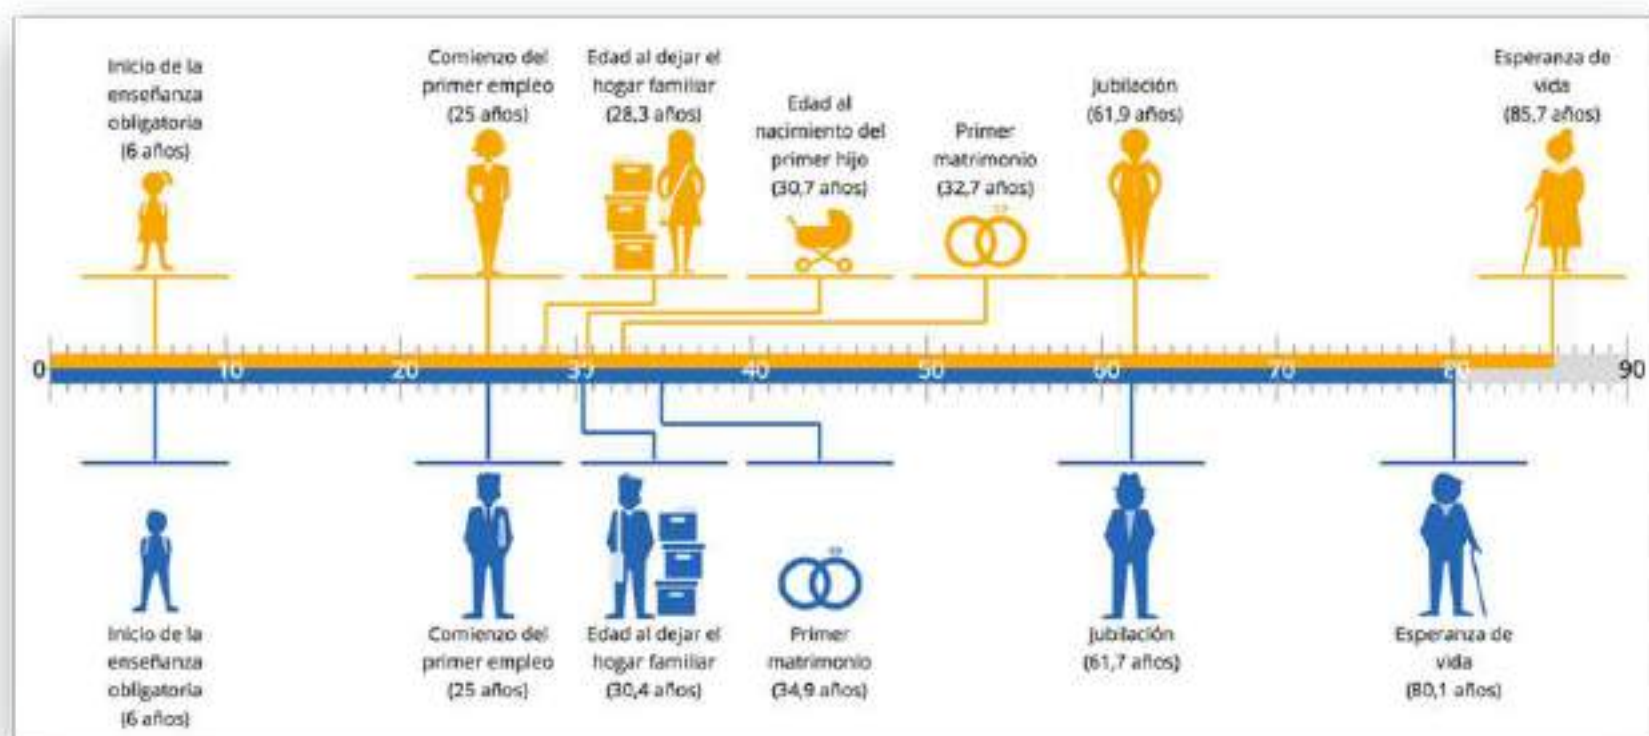 Inicio de la
enseñanza
obligatoria
(6 años)
Comienzo del
primer empleo
(25 años)
Edad al dejar el
hogar familiar
(28,3 años)
Edad al
nacimiento del
primer hijo
(30,7 años)
Primer
matrimonio
(32,7 años)
Jubilación
(61,9 años)
Esperanza de
vida
(85,7 años)
0 10 20 30 40 50 60 70 80 90
Inicio de la
enseñanza
obligatoria
(6 años)
Comienzo del
primer empleo
(25 años)
Edad al dejar el
hogar familiar
(30,4 años)
Primer
matrimonio
(34,9 años)
Jubilación
(61,7 años)
Esperanza de
vida
(80,1 años)